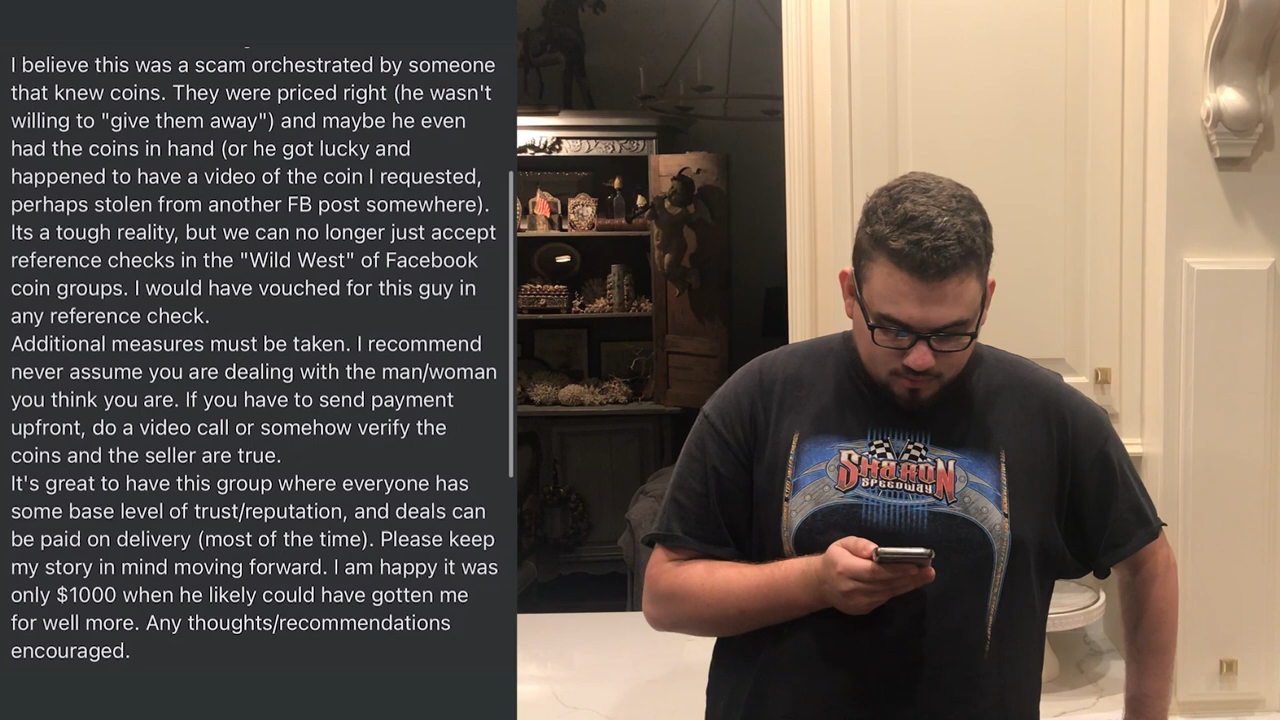 I believe this was a scam orchestrated by someone
that knew coins. They were priced right (he wasn't
willing to "give them away") and maybe he even
had the coins in hand (or he got lucky and
happened to have a video of the coin I requested,
perhaps stolen from another FB post somewhere).
Its a tough reality, but we can no longer just accept
reference checks in the "Wild West" of Facebook
coin groups. I would have vouched for this guy in
any reference check.
Additional measures must be taken. I recommend
never assume you are dealing with the man/woman
you think you are. If you have to send payment
upfront, do a video call or somehow verify the
coins and the seller are true.
It's great to have this group where everyone has
some base level of trust/reputation, and deals can
be paid on delivery (most of the time). Please keep
my story in mind moving forward. I am happy it was
only $1000 when he likely could have gotten me
for well more. Any thoughts/recommendations
encouraged.
SHARON
SPEEDWAY